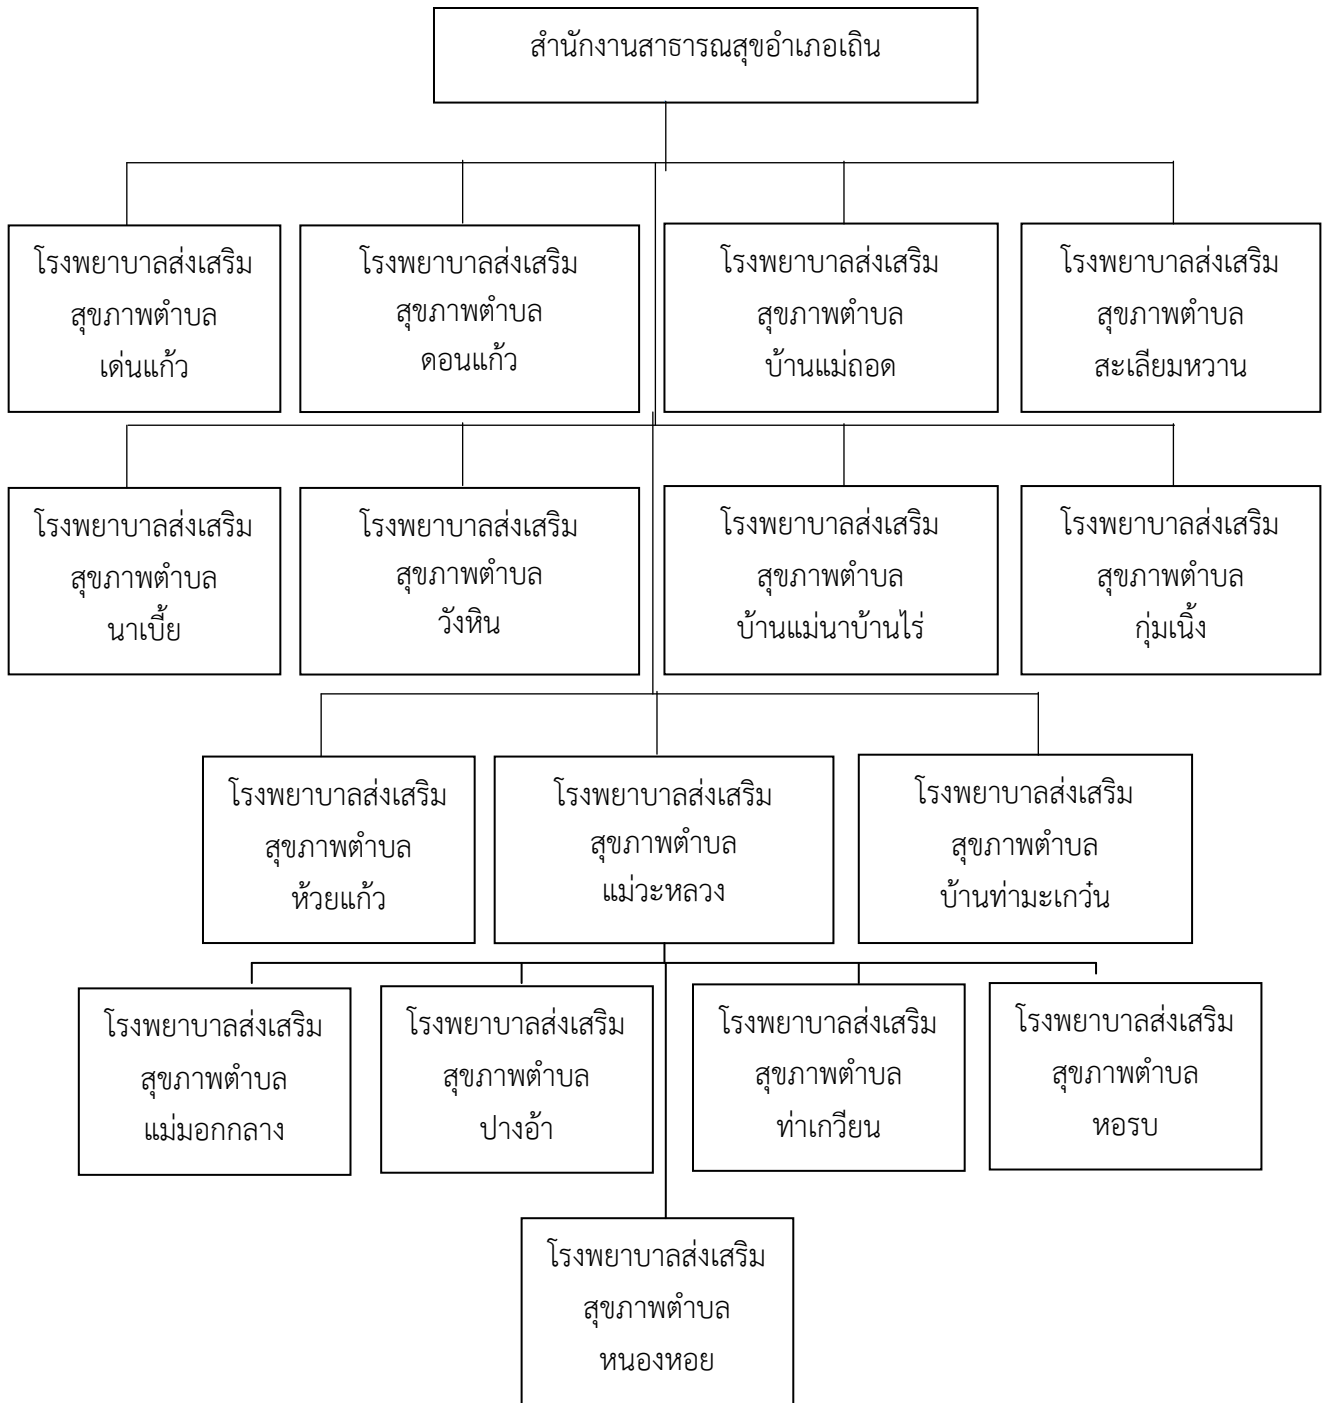 สำนักงานสาธารณสุขอำเภอเถิน
โรงพยาบาลส่งเสริม
สุขภาพตำบล
เด่นแก้ว
โรงพยาบาลส่งเสริม
สุขภาพตำบล
ดอนแก้ว
โรงพยาบาลส่งเสริม
สุขภาพตำบล
บ้านแม่ถอด
โรงพยาบาลส่งเสริม
สุขภาพตำบล
สะเลียมหวาน
โรงพยาบาลส่งเสริม
สุขภาพตำบล
นาเบี้ย
โรงพยาบาลส่งเสริม
สุขภาพตำบล
วังหิน
โรงพยาบาลส่งเสริม
สุขภาพตำบล
บ้านแม่นาบ้านไร่
โรงพยาบาลส่งเสริม
สุขภาพตำบล
กุ่มเนิ้ง
โรงพยาบาลส่งเสริม
สุขภาพตำบล
ห้วยแก้ว
โรงพยาบาลส่งเสริม
สุขภาพตำบล
แม่วะหลวง
โรงพยาบาลส่งเสริม
สุขภาพตำบล
บ้านท่ามะเกว๋น
โรงพยาบาลส่งเสริม
สุขภาพตำบล
แม่มอกกลาง
โรงพยาบาลส่งเสริม
สุขภาพตำบล
ปางอ้า
โรงพยาบาลส่งเสริม
สุขภาพตำบล
ท่าเกวียน
โรงพยาบาลส่งเสริม
สุขภาพตำบล
หอรบ
โรงพยาบาลส่งเสริม
สุขภาพตำบล
หนองหอย